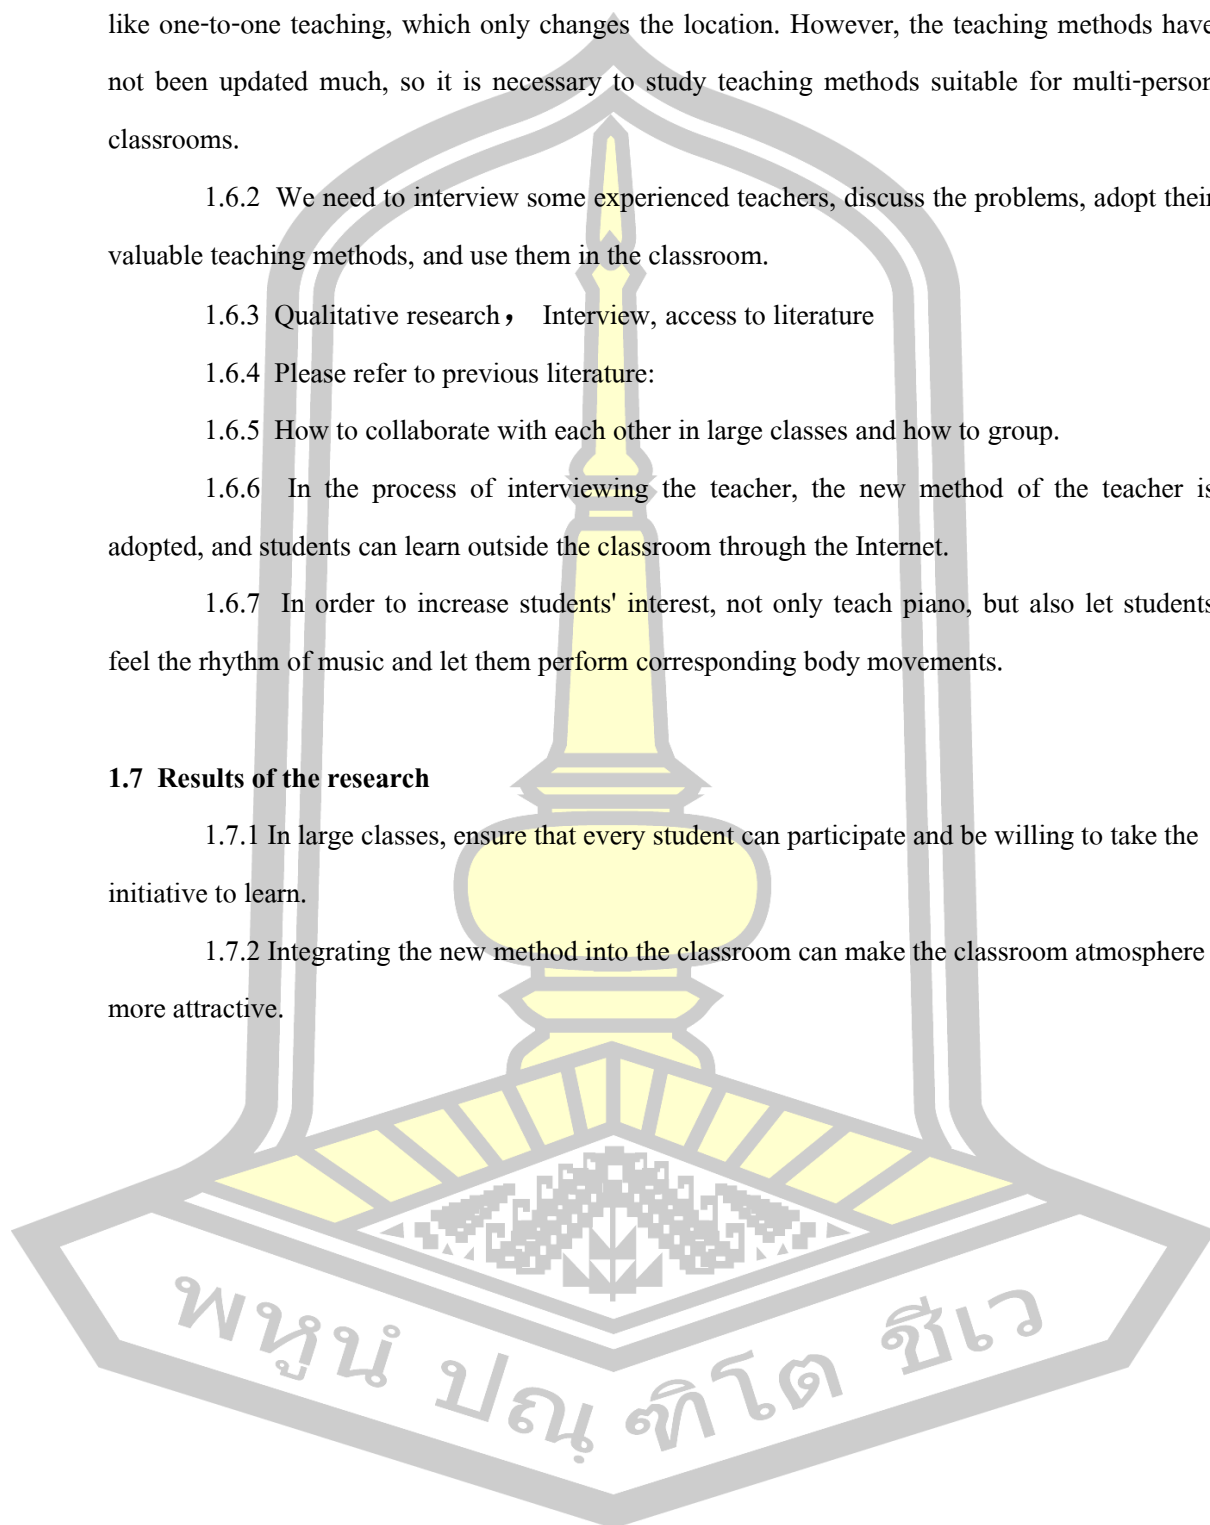 like one-to-one teaching, which only changes the location. However, the teaching methods have
not been updated much, so it is necessary to study teaching methods suitable for multi-person
classrooms.
1.6.2 We need to interview some experienced teachers, discuss the problems, adopt their
valuable teaching methods, and use them in the classroom.
1.6.3 Qualitative research， Interview, access to literature
1.6.4 Please refer to previous literature:
1.6.5 How to collaborate with each other in large classes and how to group.
1.6.6 In the process of interviewing the teacher, the new method of the teacher is
adopted, and students can learn outside the classroom through the Internet.
1.6.7 In order to increase students' interest, not only teach piano, but also let students
feel the rhythm of music and let them perform corresponding body movements.
1.7 Results of the research
1.7.1 In large classes, ensure that every student can participate and be willing to take the
initiative to learn.
1.7.2 Integrating the new method into the classroom can make the classroom atmosphere
more attractive.
พหูนํ ปณฺฑิโต ชีเว